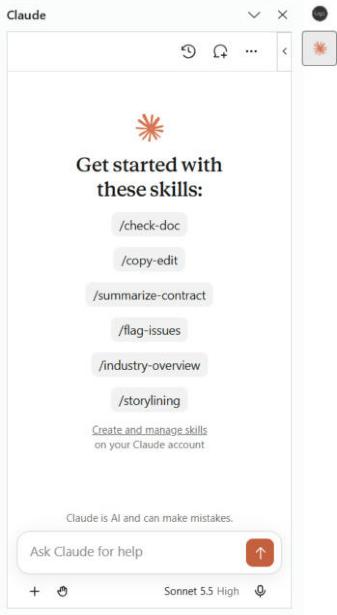 Claude
Get started with
these skills:
/check-doc
/copy-edit
/summarize-contract
/flag-issues
/industry-overview
/storylining
Create and manage skills
on your Claude account
Claude is AI and can make mistakes.
Ask Claude for help
Sonnet 5.5 High